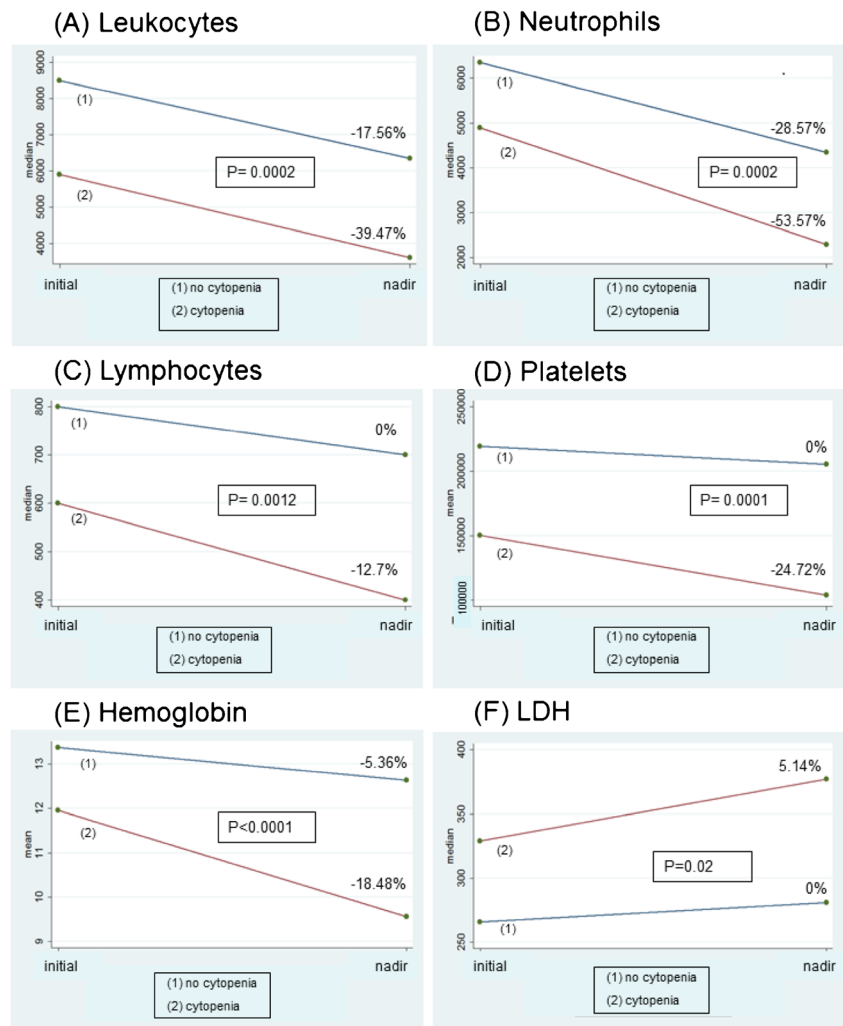 (A) Leukocytes
9000
8000
7000
6000
5000
4000
median
(1)
-17.56%
P= 0.0002
(2)
-39.47%
initial
nadir
(1) no cytopenia
(2) cytopenia
(B) Neutrophils
6000
5000
4000
3000
2000
median
(1)
-28.57%
(2)
P= 0.0002
-53.57%
initial
nadir
(1) no cytopenia
(2) cytopenia
(C) Lymphocytes
800
700
600
500
400
median
(1)
0%
P= 0.0012
(2)
-12.7%
initial
nadir
(1) no cytopenia
(2) cytopenia
(D) Platelets
250000
200000
150000
100000
mean
(1)
0%
P= 0.0001
(2)
-24.72%
initial
nadir
(1) no cytopenia
(2) cytopenia
(E) Hemoglobin
13
12
11
10
9
mean
(1)
-5.36%
P<0.0001
(2)
-18.48%
initial
nadir
(1) no cytopenia
(2) cytopenia
(F) LDH
400
350
300
250
median
5.14%
(2)
P=0.02
0%
(1)
initial
nadir
(1) no cytopenia
(2) cytopenia